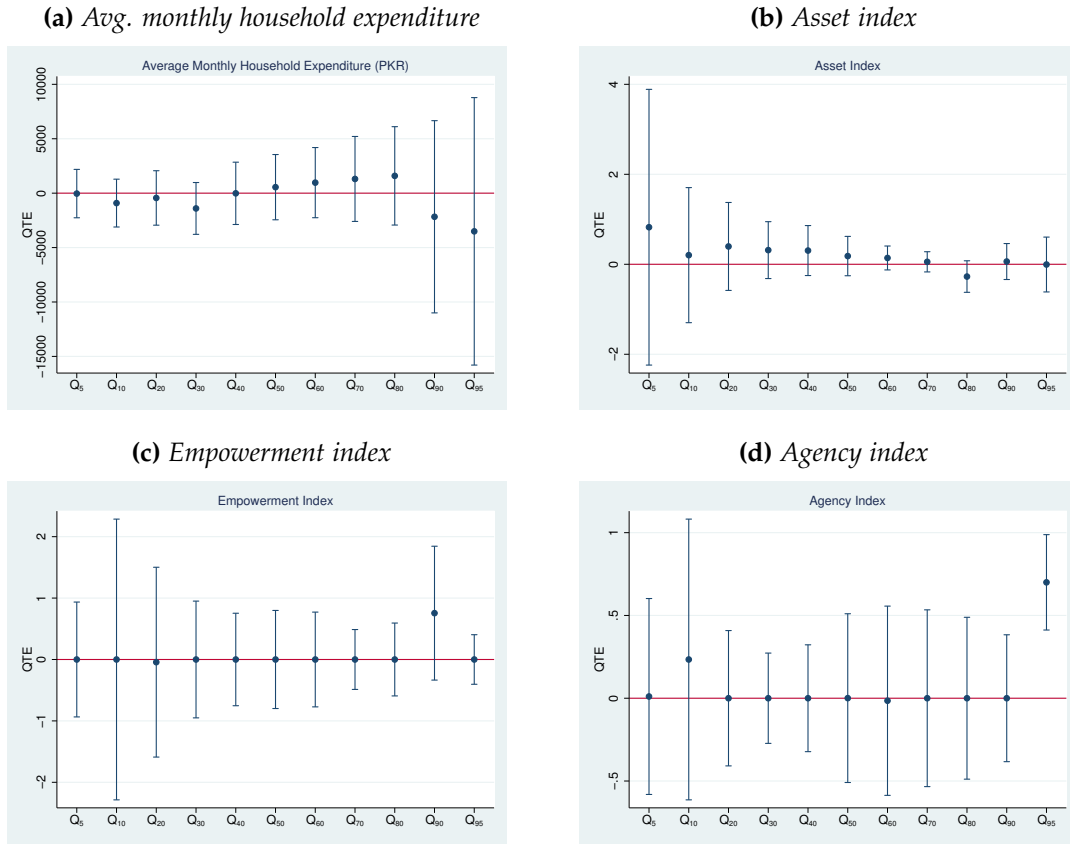 (a) Avg. monthly household expenditure
Average Monthly Household Expenditure (PKR)
QTE
10000
5000
0
−5000
−10000
−15000
Q5 Q10 Q20 Q30 Q40 Q50 Q60 Q70 Q80 Q90 Q95
(b) Asset index
Asset Index
QTE
4
2
0
−2
Q5 Q10 Q20 Q30 Q40 Q50 Q60 Q70 Q80 Q90 Q95
(c) Empowerment index
Empowerment Index
QTE
2
1
0
−1
−2
Q5 Q10 Q20 Q30 Q40 Q50 Q60 Q70 Q80 Q90 Q95
(d) Agency index
Agency Index
QTE
1
.5
0
−.5
Q5 Q10 Q20 Q30 Q40 Q50 Q60 Q70 Q80 Q90 Q95